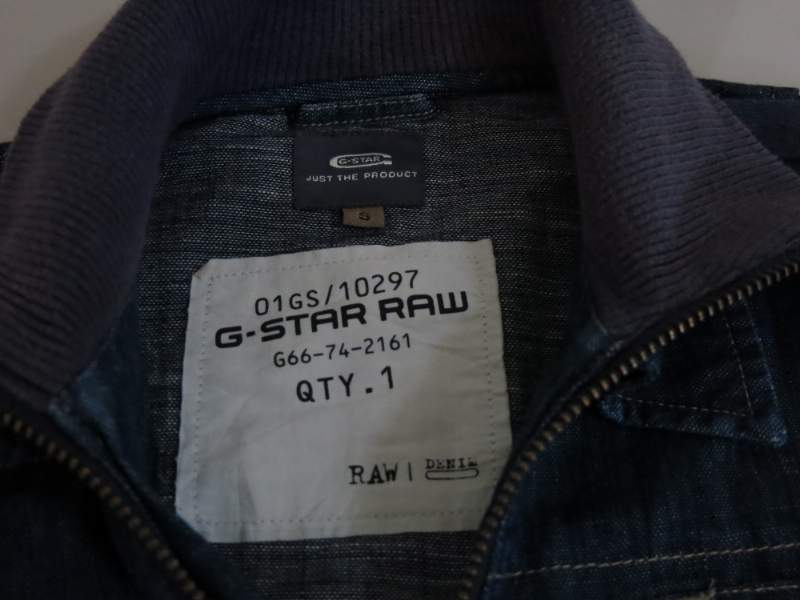 G-STAR
JUST THE PRODUCT
S
01GS/10297
G-STAR RAW
G66-74-2161
QTY.1
RAW | DENIM